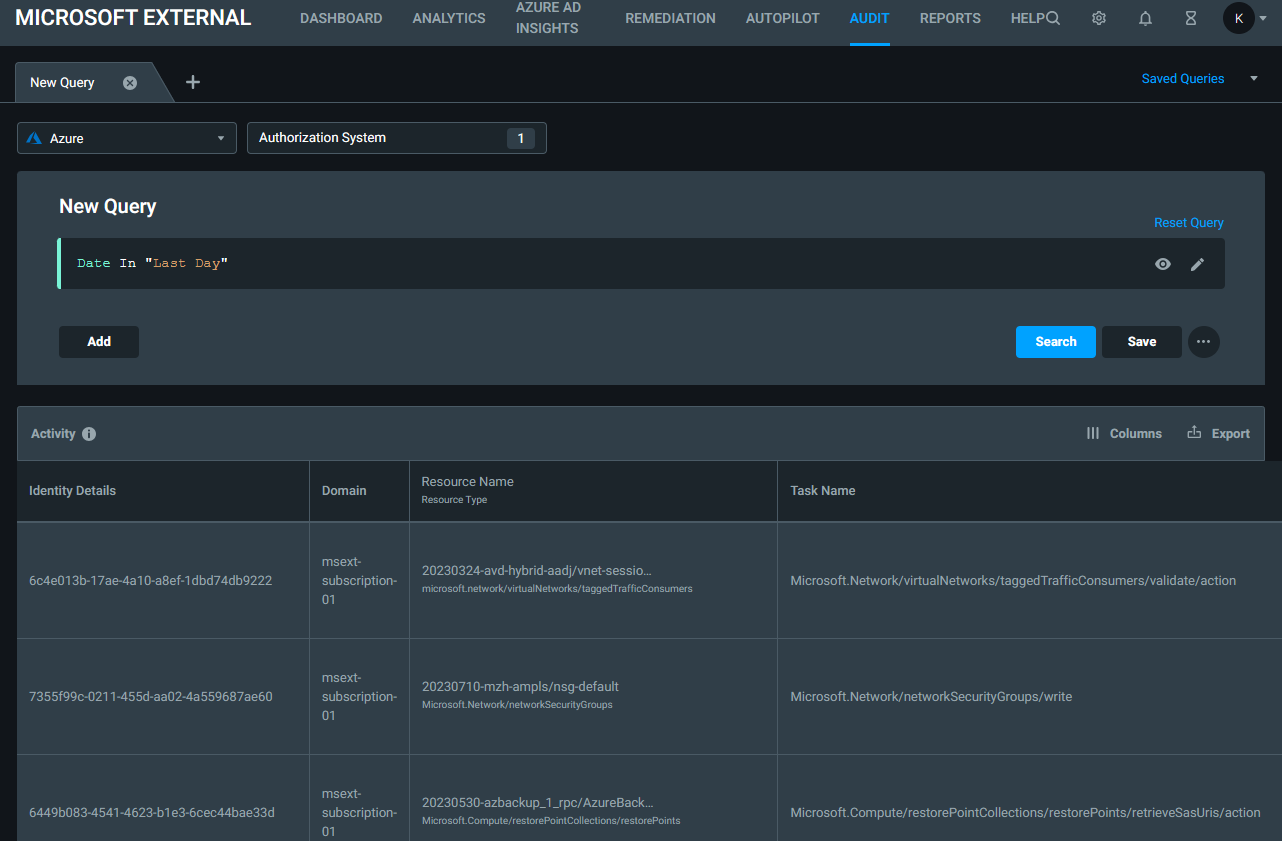 MICROSOFT EXTERNAL
DASHBOARD
ANALYTICS
AZURE AD
INSIGHTS
REMEDIATION
AUTOPILOT
AUDIT
REPORTS
HELP
K
New Query
Saved Queries
Azure
Authorization System
1
New Query
Reset Query
Date In "Last Day"
Add
Search
Save
Activity
Columns
Export
Identity Details
Domain
Resource Name
Resource Type
Task Name
6c4e013b-17ae-4a10-a8ef-1dbd74db9222
msext-
subscription-
01
20230324-avd-hybrid-aadj/vnet-sessio...
microsoft.network/virtualNetworks/taggedTrafficConsumers
Microsoft.Network/virtualNetworks/taggedTrafficConsumers/validate/action
7355f99c-0211-455d-aa02-4a559687ae60
msext-
subscription-
01
20230710-mzh-ampls/nsg-default
Microsoft.Network/networkSecurityGroups
Microsoft.Network/networkSecurityGroups/write
6449b083-4541-4623-b1e3-6cec44bae33d
msext-
subscription-
01
20230530-azbackup_1_rpc/AzureBack...
Microsoft.Compute/restorePointCollections/restorePoints
Microsoft.Compute/restorePointCollections/restorePoints/retrieveSasUris/action